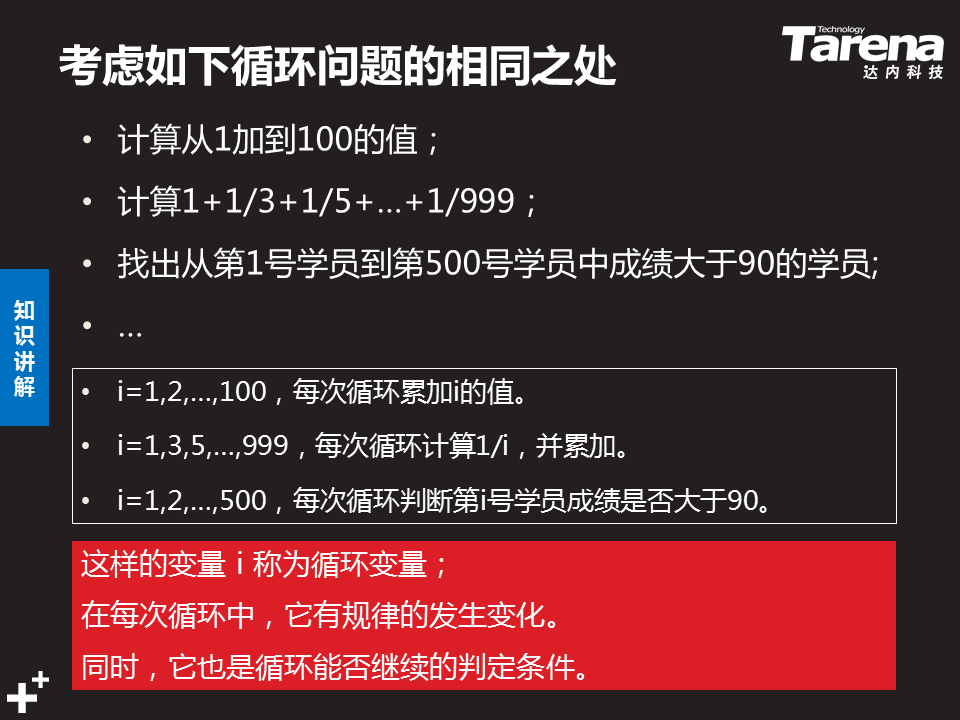 考虑如下循环问题的相同之处
Technology
Tarena
达内科技
• 计算从1加到100的值；
• 计算1+1/3+1/5+…+1/999；
• 找出从第1号学员到第500号学员中成绩大于90的学员;
• …
知识讲解
• i=1,2,…,100，每次循环累加i的值。
• i=1,3,5,…,999，每次循环计算1/i，并累加。
• i=1,2,…,500，每次循环判断第i号学员成绩是否大于90。
这样的变量 i 称为循环变量；
在每次循环中，它有规律的发生变化。
同时，它也是循环能否继续的判定条件。